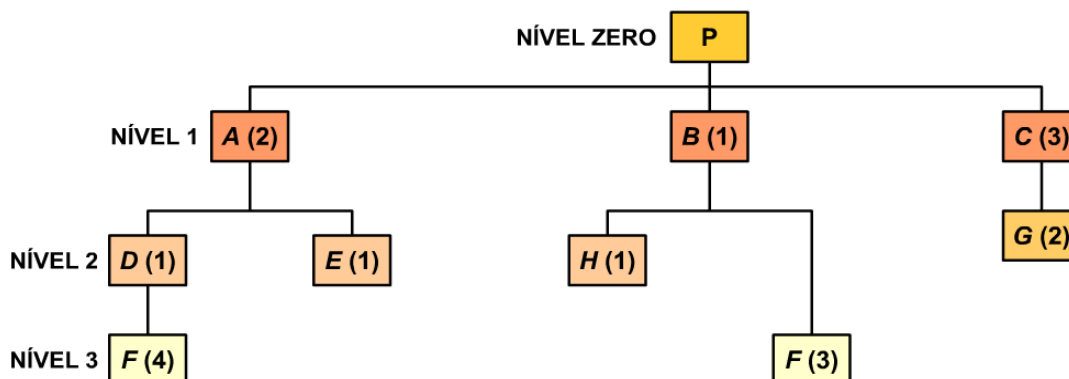 NÍVEL ZERO P
NÍVEL 1 A (2) B (1) C (3)
NÍVEL 2 D (1) E (1) H (1) G (2)
NÍVEL 3 F (4) F (3)